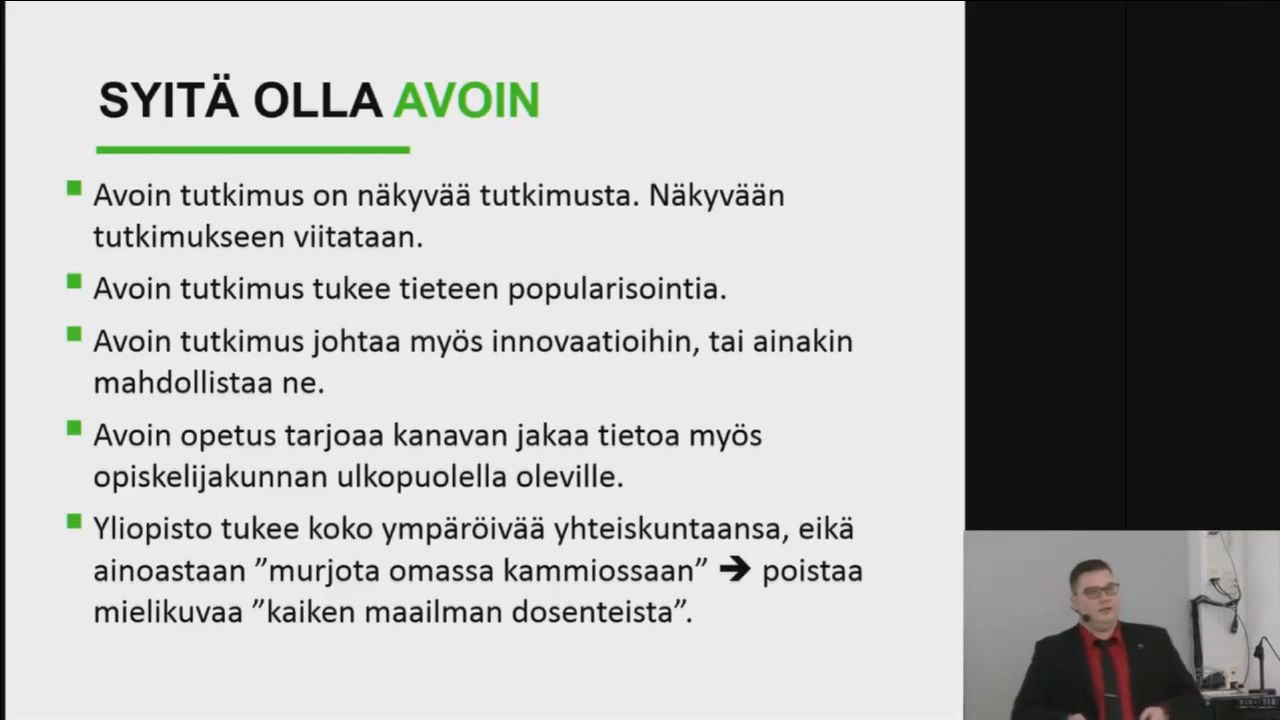 SYITÄ OLLA AVOIN
Avoin tutkimus on näkyvää tutkimusta. Näkyvään
tutkimukseen viitataan.
Avoin tutkimus tukee tieteen popularisointia.
Avoin tutkimus johtaa myös innovaatioihin, tai ainakin
mahdollistaa ne.
Avoin opetus tarjoaa kanavan jakaa tietoa myös
opiskelijakunnan ulkopuolella oleville.
Yliopisto tukee koko ympäröivää yhteiskuntaansa, eikä
ainoastaan ”murjota omassa kammiossaan” ➔ poistaa
mielikuvaa ”kaiken maailman dosenteista”.